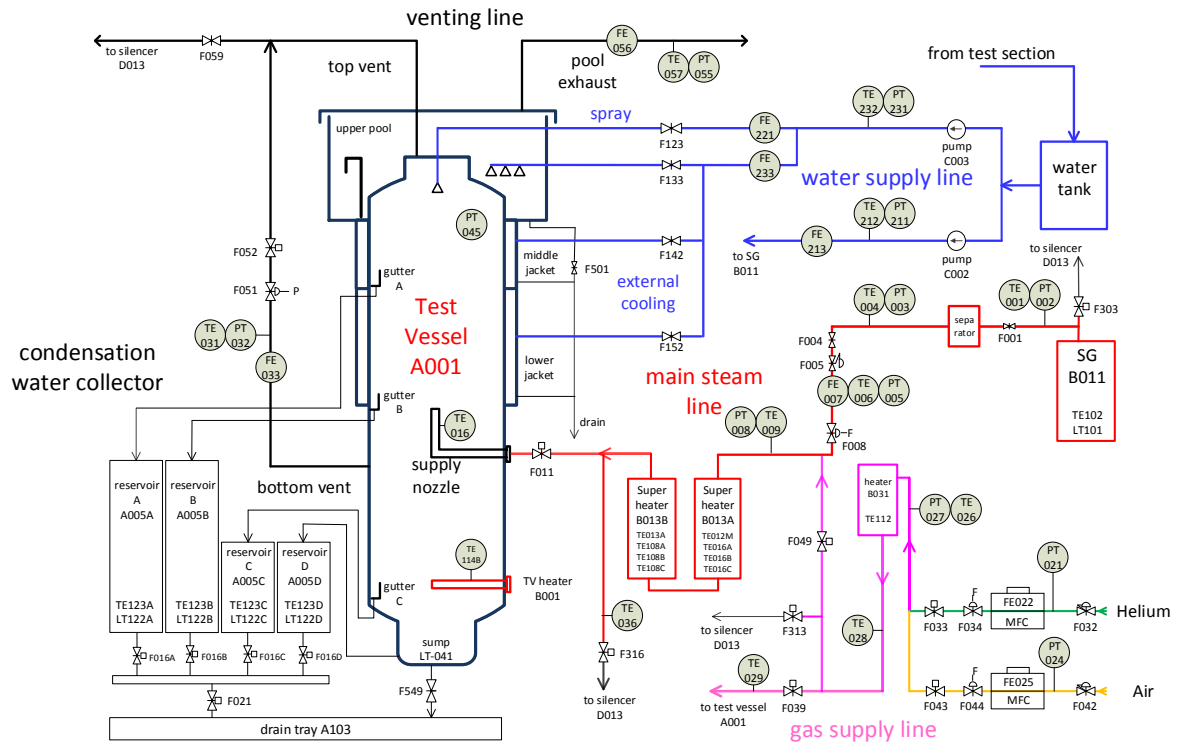 venting line
to silencer
D013
F059
top vent
FE
056
TE
057
PT
055
pool
exhaust
from test section
upper pool
spray
F123
FE
221
TE
232
PT
231
pump
C003
F133
FE
233
water supply line
water
tank
PT
045
TE
212
PT
211
FE
213
to SG
B011
pump
C002
F052
F051
P
middle
jacket
F501
F142
external
cooling
F152
lower
jacket
drain
gutter
A
Test
Vessel
A001
TE
031
PT
032
FE
033
condensation
water collector
to silencer
D013
TE
001
PT
002
F303
TE
004
PT
003
sepa
rator
F001
F004
F005
SG
B011
TE102
LT101
main steam
line
FE
007
TE
006
PT
005
F
F008
PT
008
TE
009
gutter
B
TE
016
supply
nozzle
F011
bottom vent
reservoir
A
A005A
TE123A
LT122A
reservoir
B
A005B
TE123B
LT122B
reservoir
C
A005C
TE123C
LT122C
reservoir
D
A005D
TE123D
LT122D
Super
heater
B013B
TE013A
TE108A
TE108B
TE108C
Super
heater
B013A
TE012M
TE016A
TE016B
TE016C
heater
B031
TE112
PT
027
TE
026
F049
TE
114B
TV heater
B001
gutter
C
TE
036
F316
to silencer
D013
to silencer
D013
F313
TE
028
PT
021
FE022
MFC
F033
F
F034
F032
Helium
PT
024
FE025
MFC
F043
F
F044
F042
Air
TE
029
to test vessel
A001
F039
gas supply line
sump
LT-041
F549
F016A
F016B
F016C
F016D
F021
drain tray A103